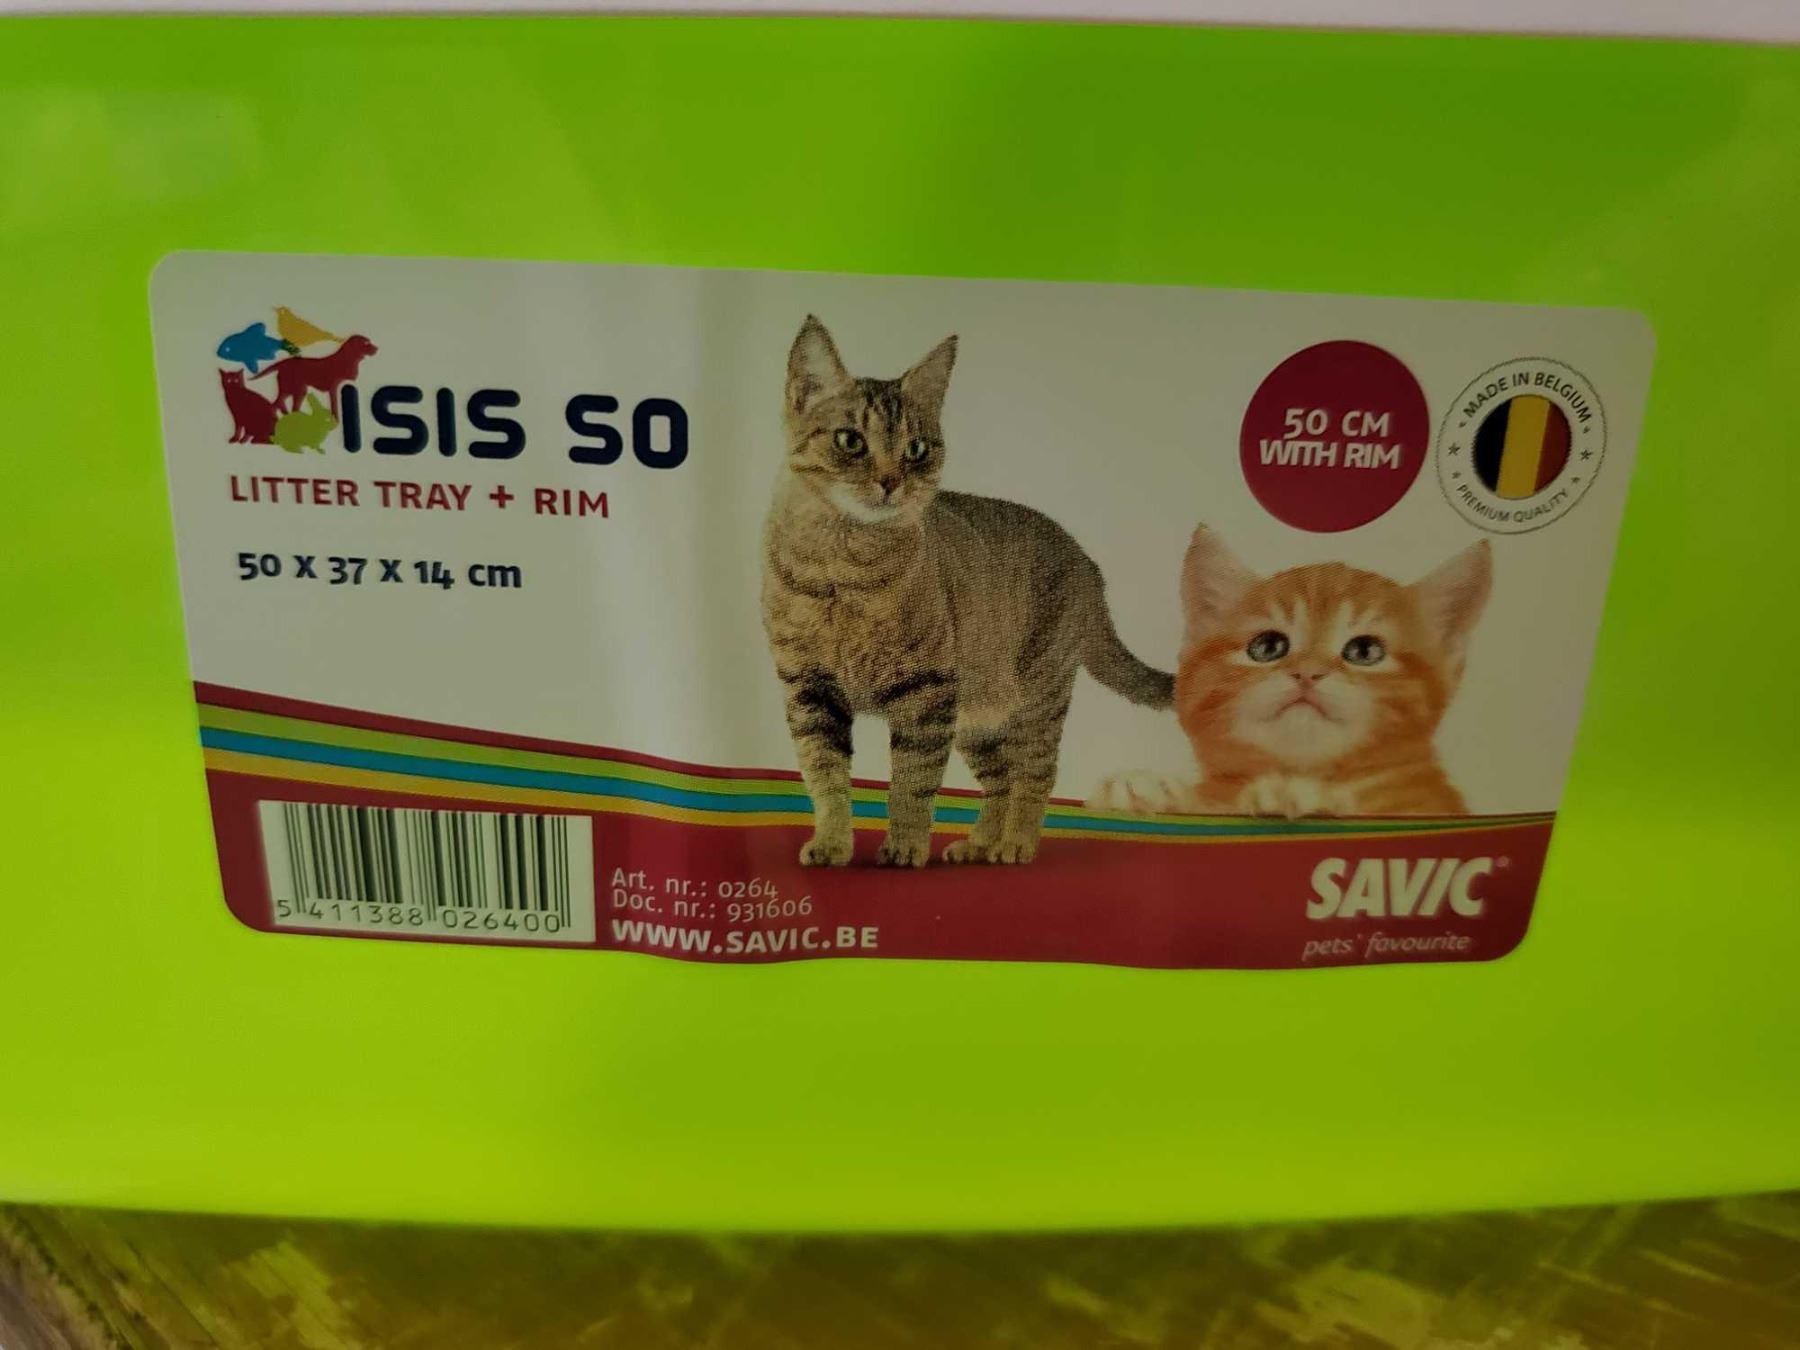 ISIS 50
LITTER TRAY + RIM
50 x 37 x 14 cm
50 CM
WITH RIM
MADE IN BELGIUM
PREMIUM QUALITY
5 411388 026400
Art. nr.: 0264
Doc. nr.: 931606
WWW.SAVIC.BE
SAVIC®
pets' favourite